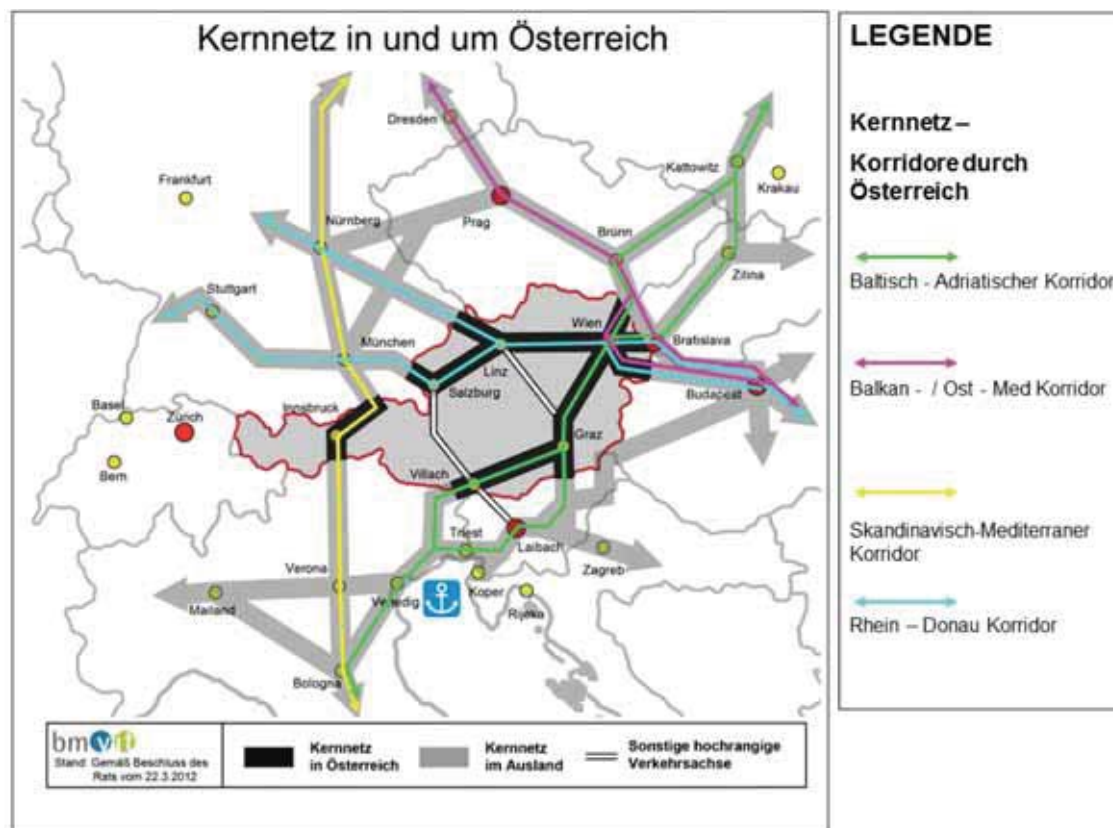 Kernnetz in und um Österreich
Dresden
Kattowitz
Krakau
Frankfurt
Nürnberg
Prag
Brünn
Zilina
Stuttgart
Wien
München
Bratislava
Linz
Salzburg
Budapest
Innsbruck
Basel
Zürich
Graz
Bern
Villach
Triest
Laibach
Verona
Zagreb
Mailand
Venedig
Koper
Rijeka
Bologna
bmvit
Stand: Gemäß Beschluss des
Rats vom 22.3.2012
Kernnetz
in Österreich
Kernnetz
im Ausland
Sonstige hochrangige
Verkehrsachse
LEGENDE
Kernnetz –
Korridore durch
Österreich
Baltisch - Adriatischer Korridor
Balkan - / Ost - Med Korridor
Skandinavisch-Mediterraner
Korridor
Rhein – Donau Korridor